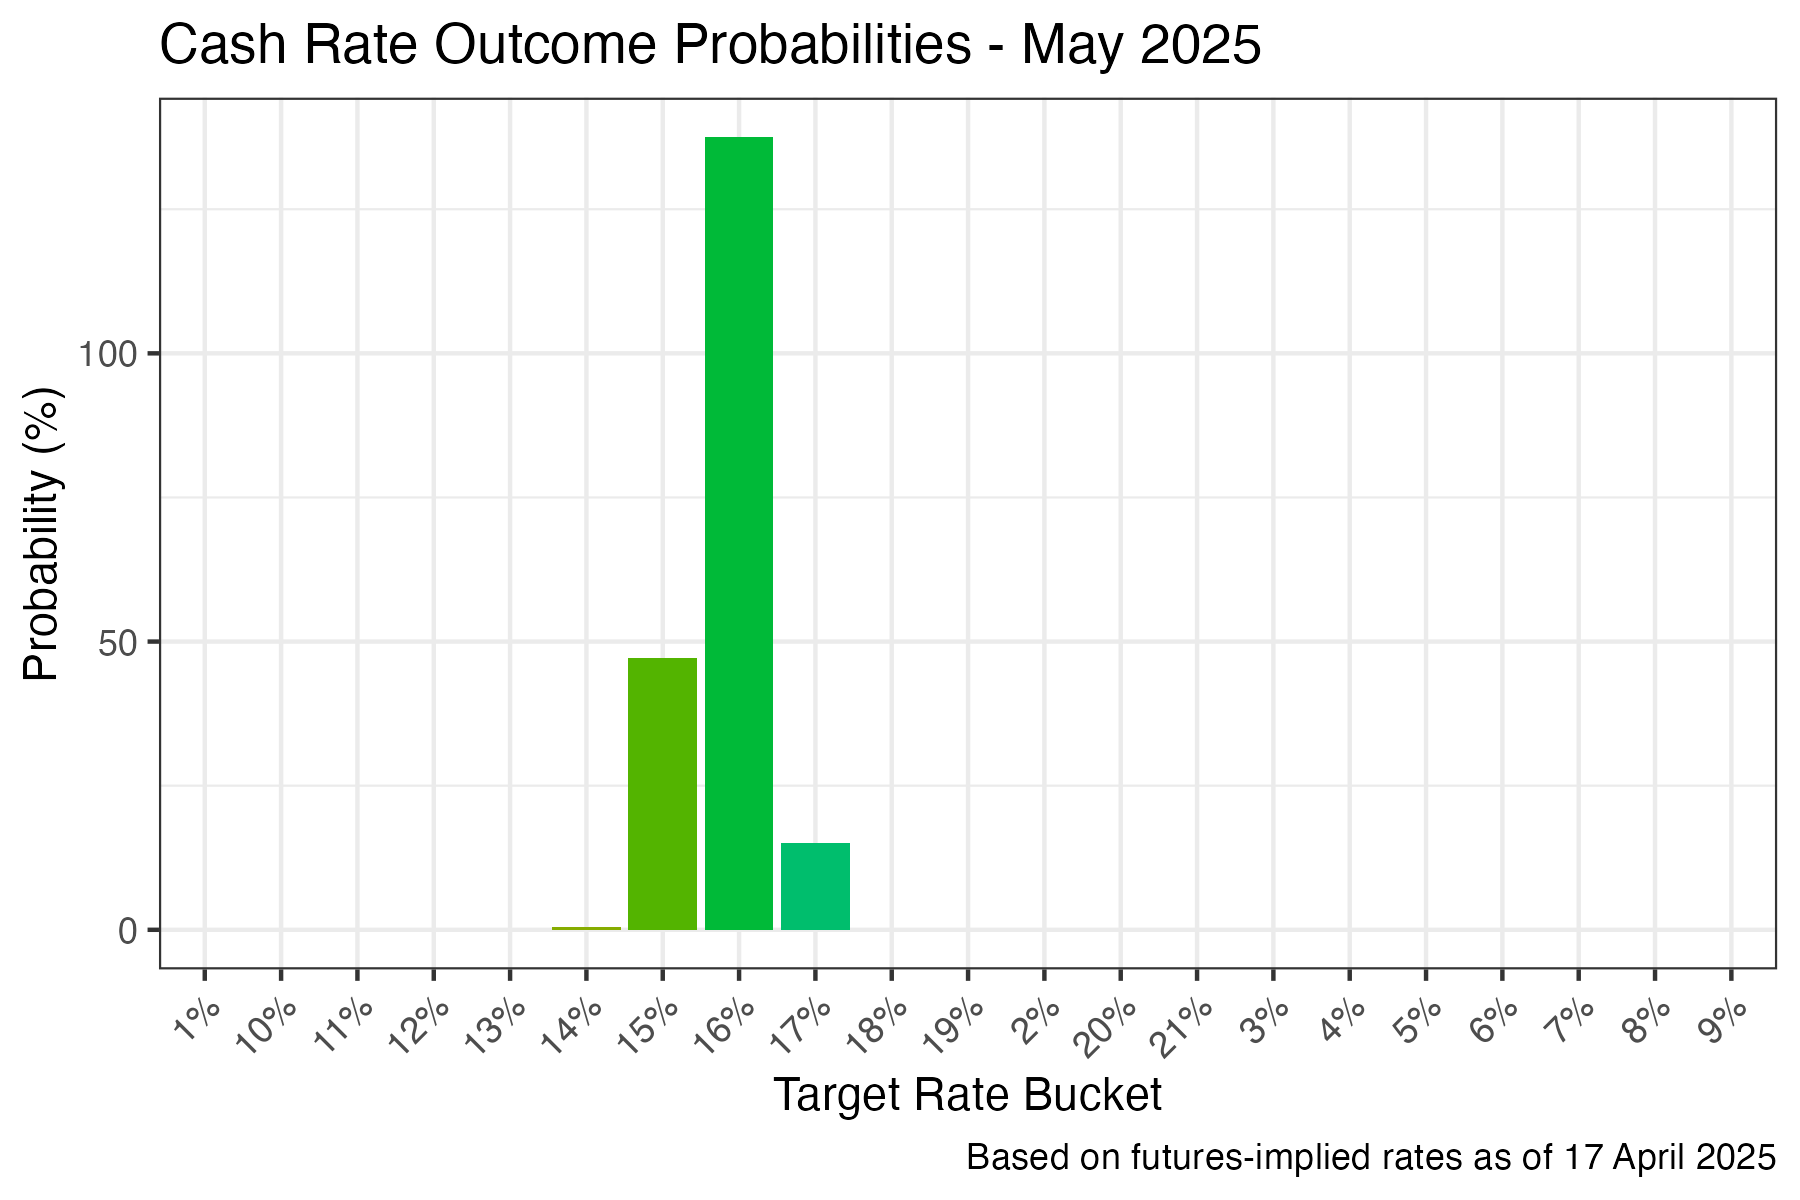 Cash Rate Outcome Probabilities - May 2025
Probability (%)
100
50
0
1% 10% 11% 12% 13% 14% 15% 16% 17% 18% 19% 2% 20% 21% 3% 4% 5% 6% 7% 8% 9%
Target Rate Bucket
Based on futures-implied rates as of 17 April 2025